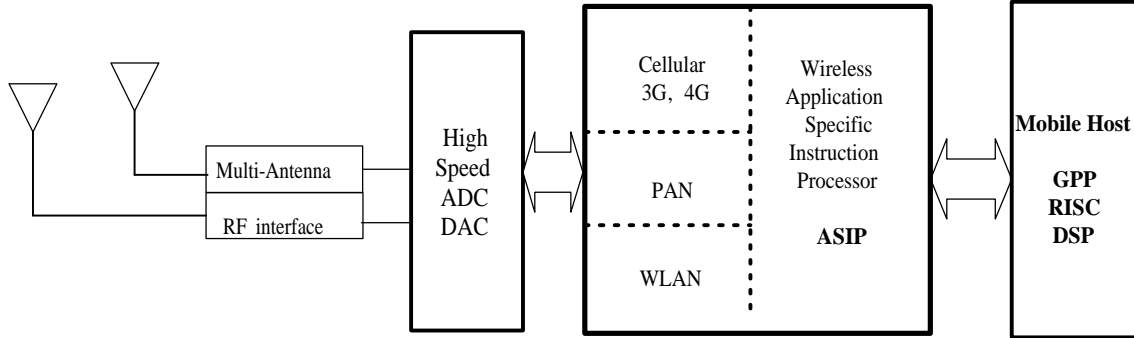 Multi-Antenna
RF interface
High
Speed
ADC
DAC
Cellular
3G, 4G
PAN
WLAN
Wireless
Application
Specific
Instruction
Processor
ASIP
Mobile Host
GPP
RISC
DSP